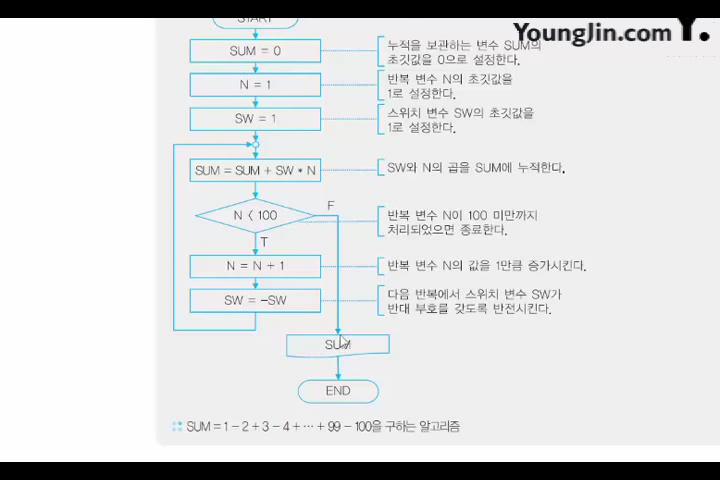 YoungJin.com Y.
START
SUM = 0
누적을 보관하는 변수 SUM의
초깃값을 0으로 설정한다.
N = 1
반복 변수 N의 초깃값을
1로 설정한다.
SW = 1
스위치 변수 SW의 초깃값을
1로 설정한다.
SUM = SUM + SW * N
SW와 N의 곱을 SUM에 누적한다.
N < 100
F
반복 변수 N이 100 미만까지
처리되었으면 종료한다.
T
N = N + 1
반복 변수 N의 값을 1만큼 증가시킨다.
SW = -SW
다음 반복에서 스위치 변수 SW가
반대 부호를 갖도록 반전시킨다.
SUM
END
SUM = 1 - 2 + 3 - 4 + ··· + 99 - 100을 구하는 알고리즘